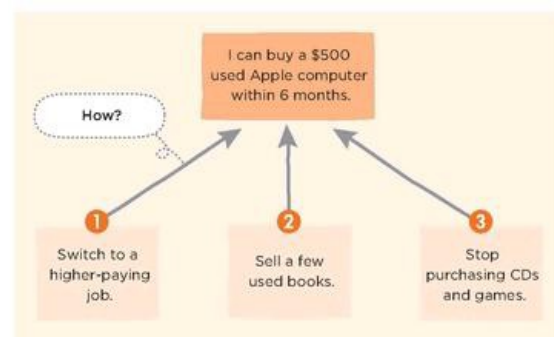 I can buy a $500
used Apple computer
within 6 months.
How?
1
Switch to a
higher-paying
job.
2
Sell a few
used books.
3
Stop
purchasing CDs
and games.